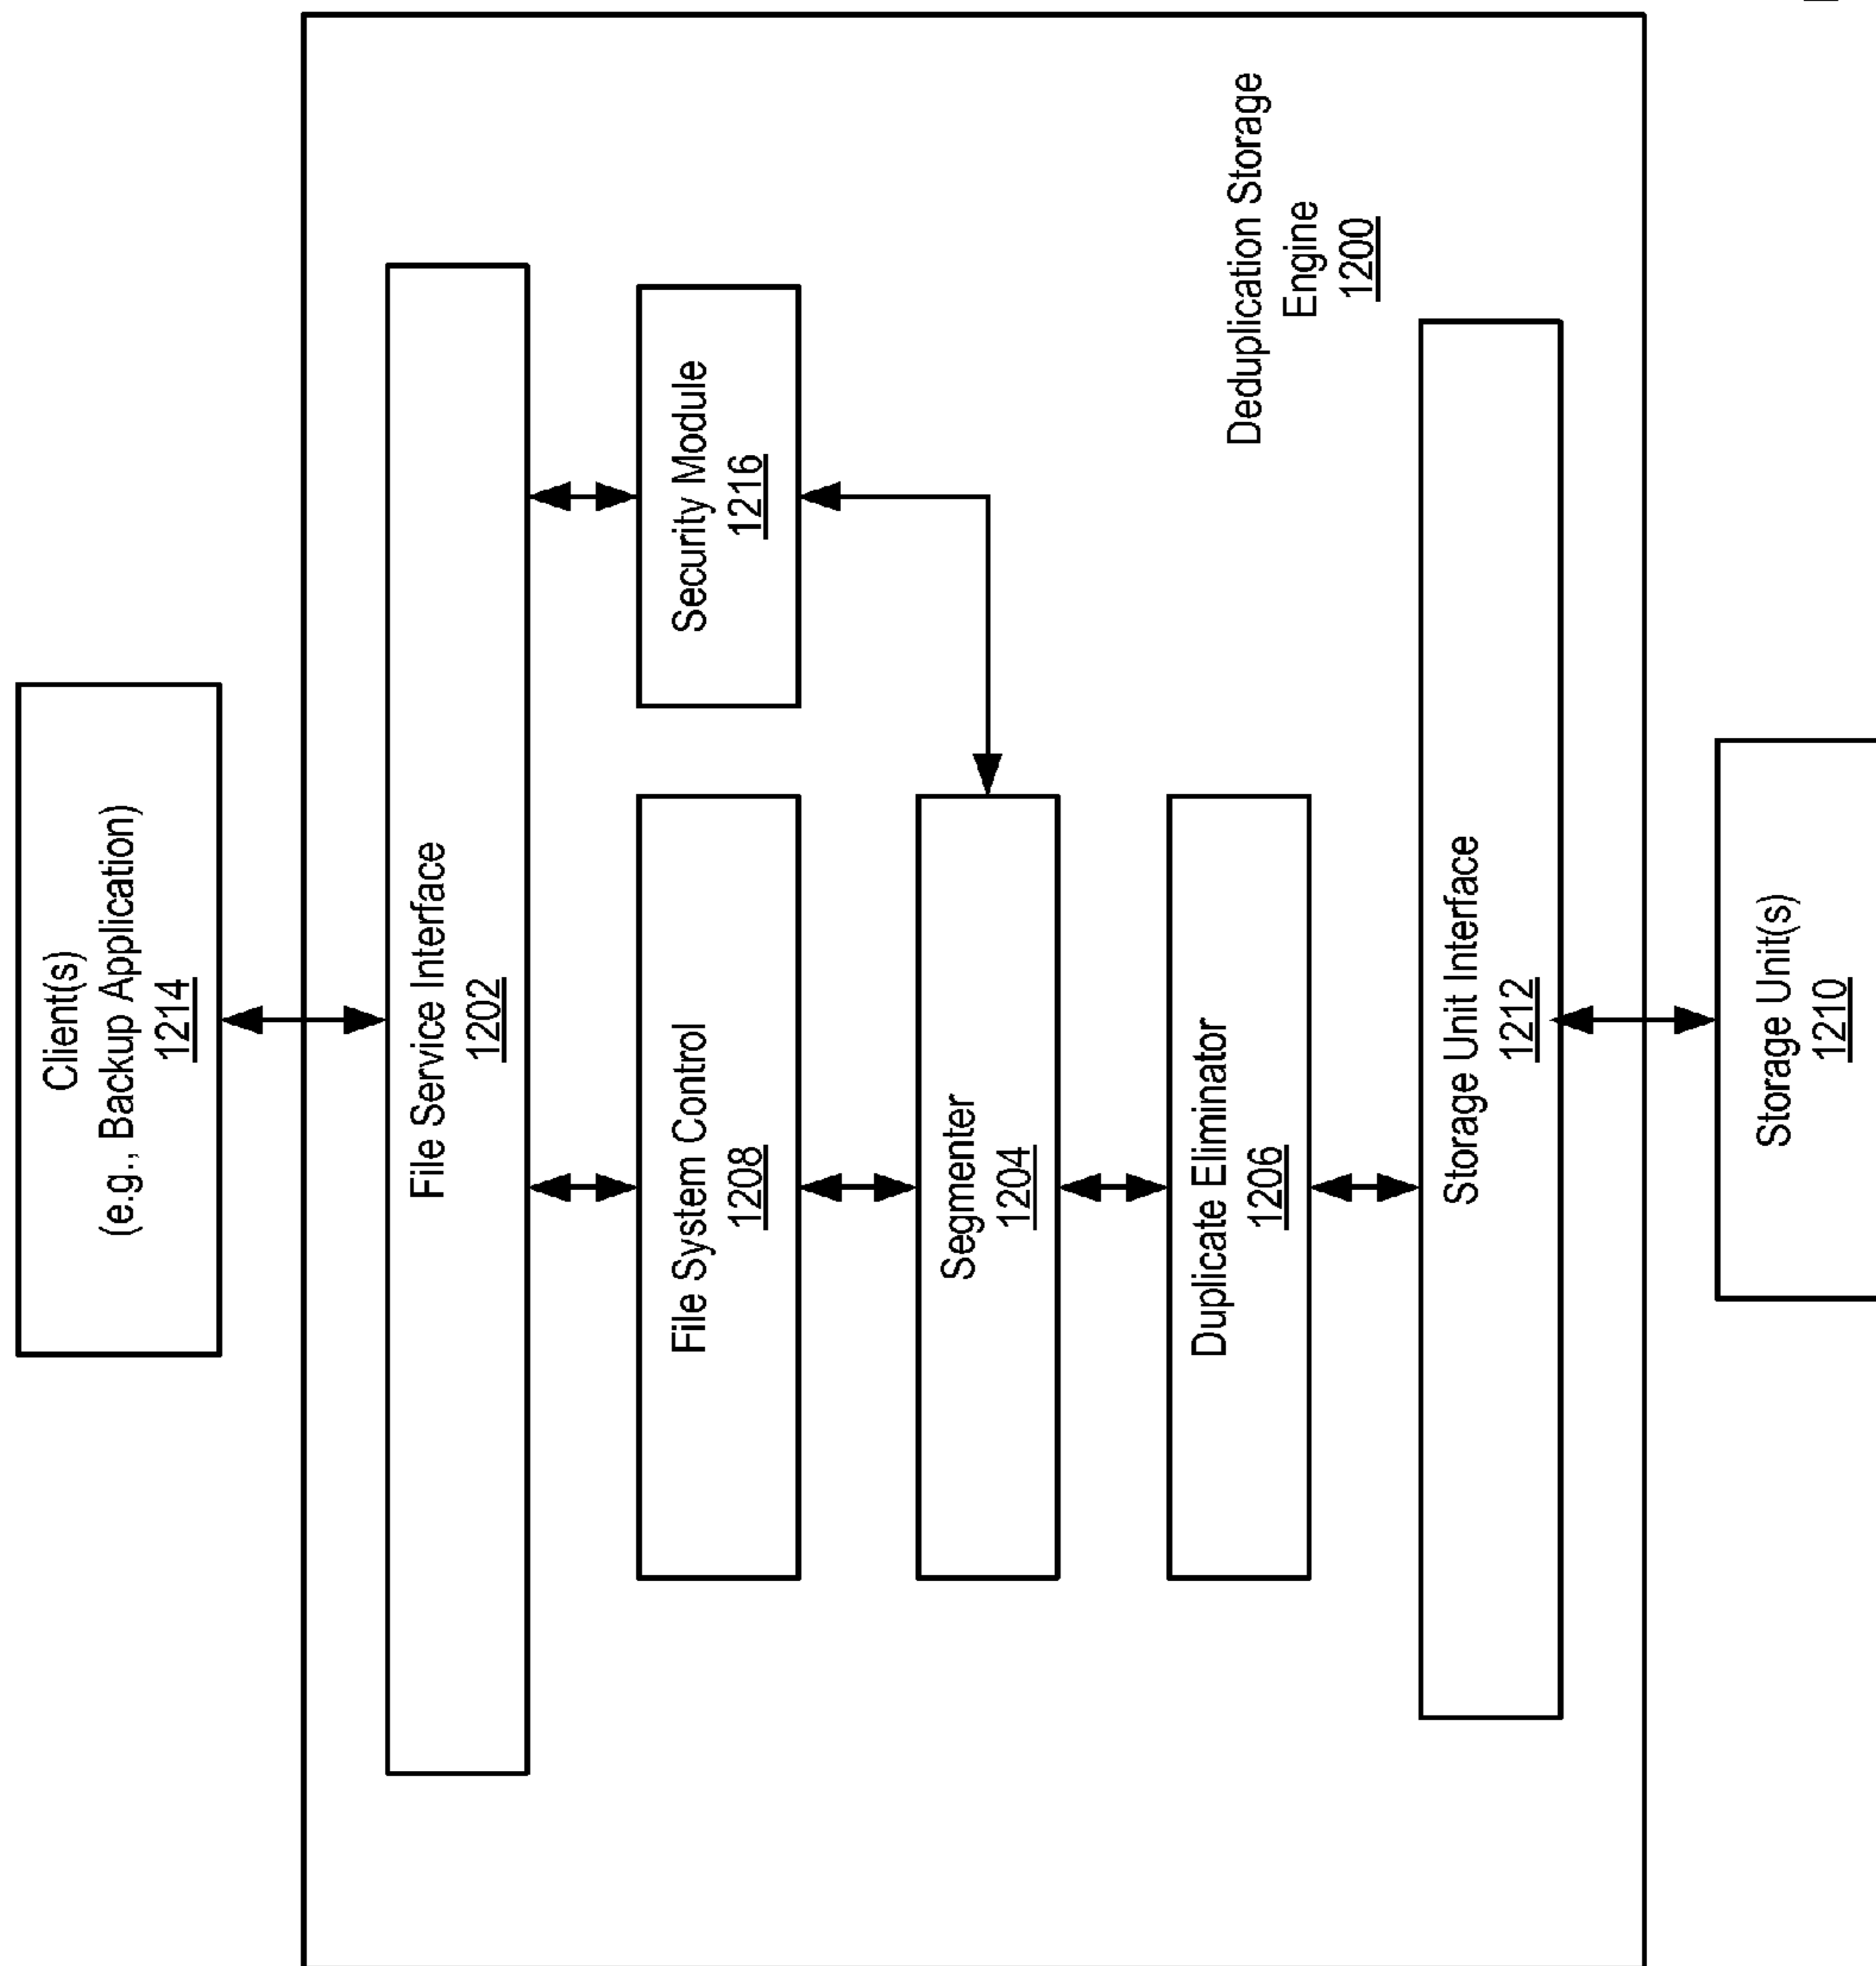 Client(s)
(e.g., Backup Application)
1214
File Service Interface
1202
File System Control
1208
Security Module
1216
Segmenter
1204
Duplicate Eliminator
1206
Deduplication Storage
Engine
1200
Storage Unit Interface
1212
Storage Unit(s)
1210